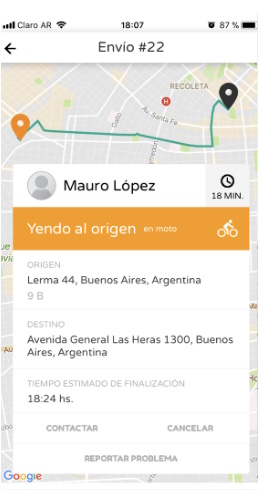 Claro AR 18:07 87 %
Envío #22
RECOLETA
Av. Santa Fe
Mauro López
18 MIN.
Yendo al origen en moto
ORIGEN
Lerma 44, Buenos Aires, Argentina
9 B
DESTINO
Avenida General Las Heras 1300, Buenos
Aires, Argentina
TIEMPO ESTIMADO DE FINALIZACIÓN
18:24 hs.
CONTACTAR CANCELAR
REPORTAR PROBLEMA
Google